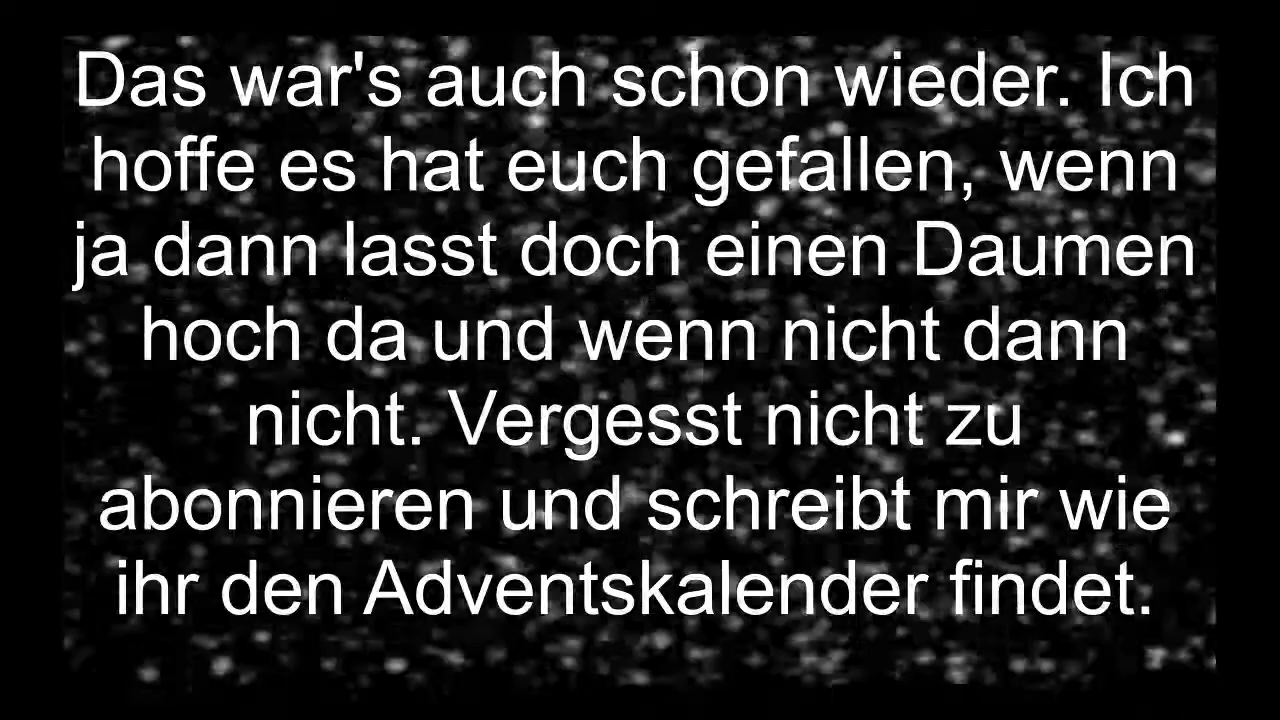 Das war's auch schon wieder. Ich
hoffe es hat euch gefallen, wenn
ja dann lasst doch einen Daumen
hoch da und wenn nicht dann
nicht. Vergesst nicht zu
abonnieren und schreibt mir wie
ihr den Adventskalender findet.